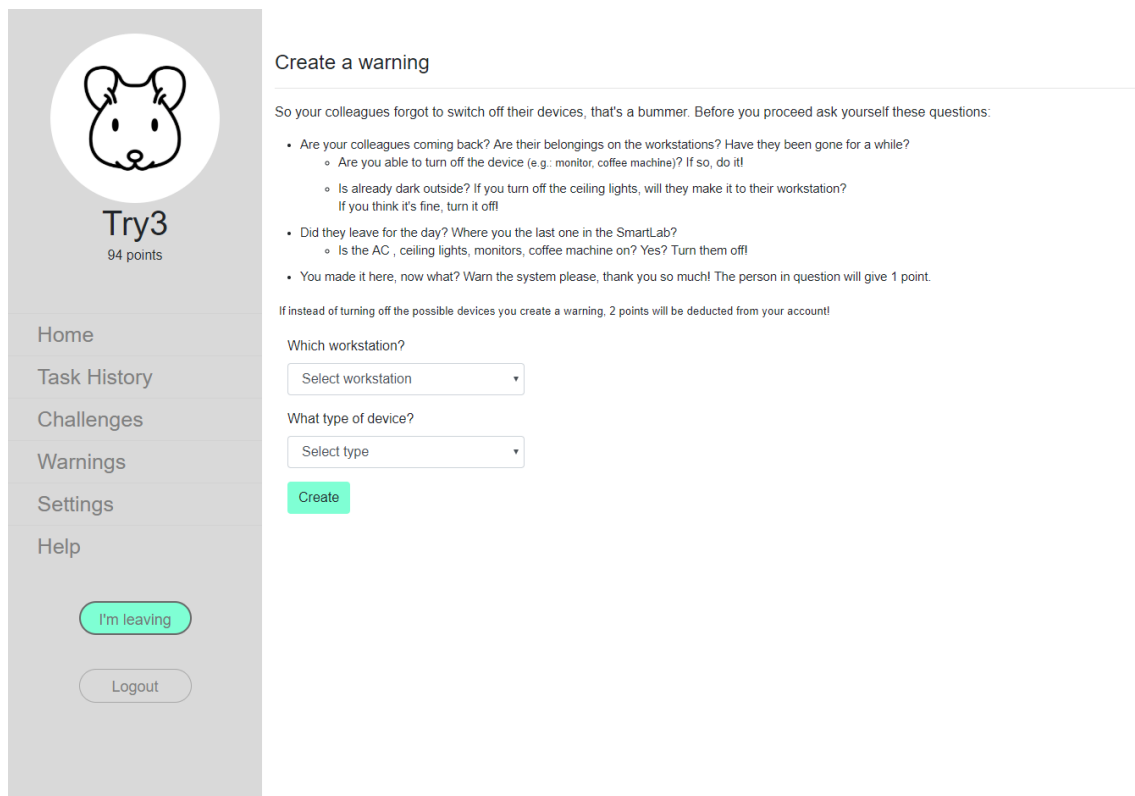 Try3
94 points
Home
Task History
Challenges
Warnings
Settings
Help
I'm leaving
Logout
Create a warning
So your colleagues forgot to switch off their devices, that's a bummer. Before you proceed ask yourself these questions:
Are your colleagues coming back? Are their belongings on the workstations? Have they been gone for a while?
Are you able to turn off the device (e.g.: monitor, coffee machine)? If so, do it!
Is already dark outside? If you turn off the ceiling lights, will they make it to their workstation?
If you think it's fine, turn it off!
Did they leave for the day? Where you the last one in the SmartLab?
Is the AC , ceiling lights, monitors, coffee machine on? Yes? Turn them off!
You made it here, now what? Warn the system please, thank you so much! The person in question will give 1 point.
If instead of turning off the possible devices you create a warning, 2 points will be deducted from your account!
Which workstation?
Select workstation
What type of device?
Select type
Create